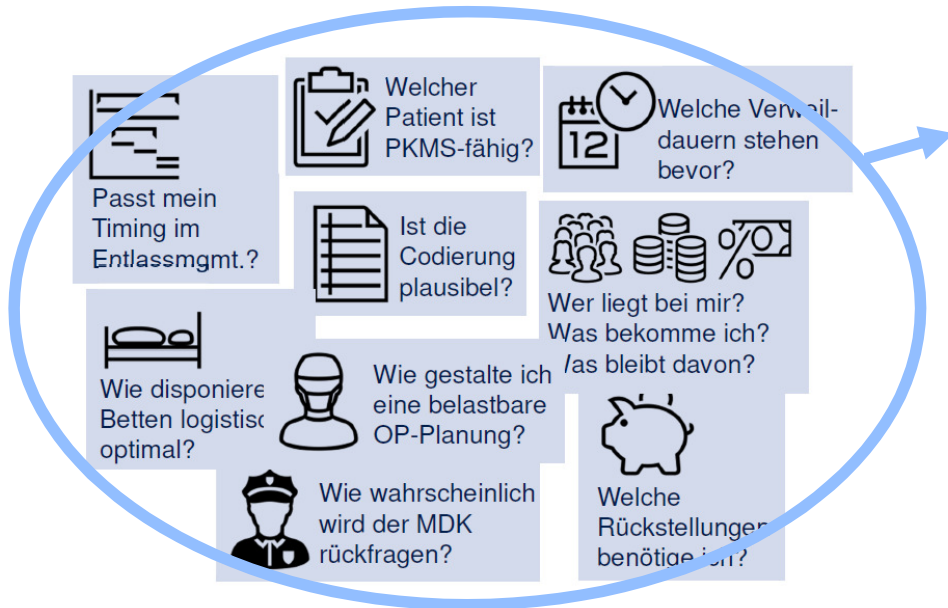 Passt mein
Timing im
Entlassmgmt.?
Welcher
Patient ist
PKMS-fähig?
12
Welche Verweil-
dauern stehen
bevor?
Ist die
Codierung
plausibel?
%
Wer liegt bei mir?
Was bekomme ich?
Was bleibt davon?
Wie disponiere
Betten logistisc
optimal?
Wie gestalte ich
eine belastbare
OP-Planung?
Wie wahrscheinlich
wird der MDK
rückfragen?
Welche
Rückstellungen
benötige ich?